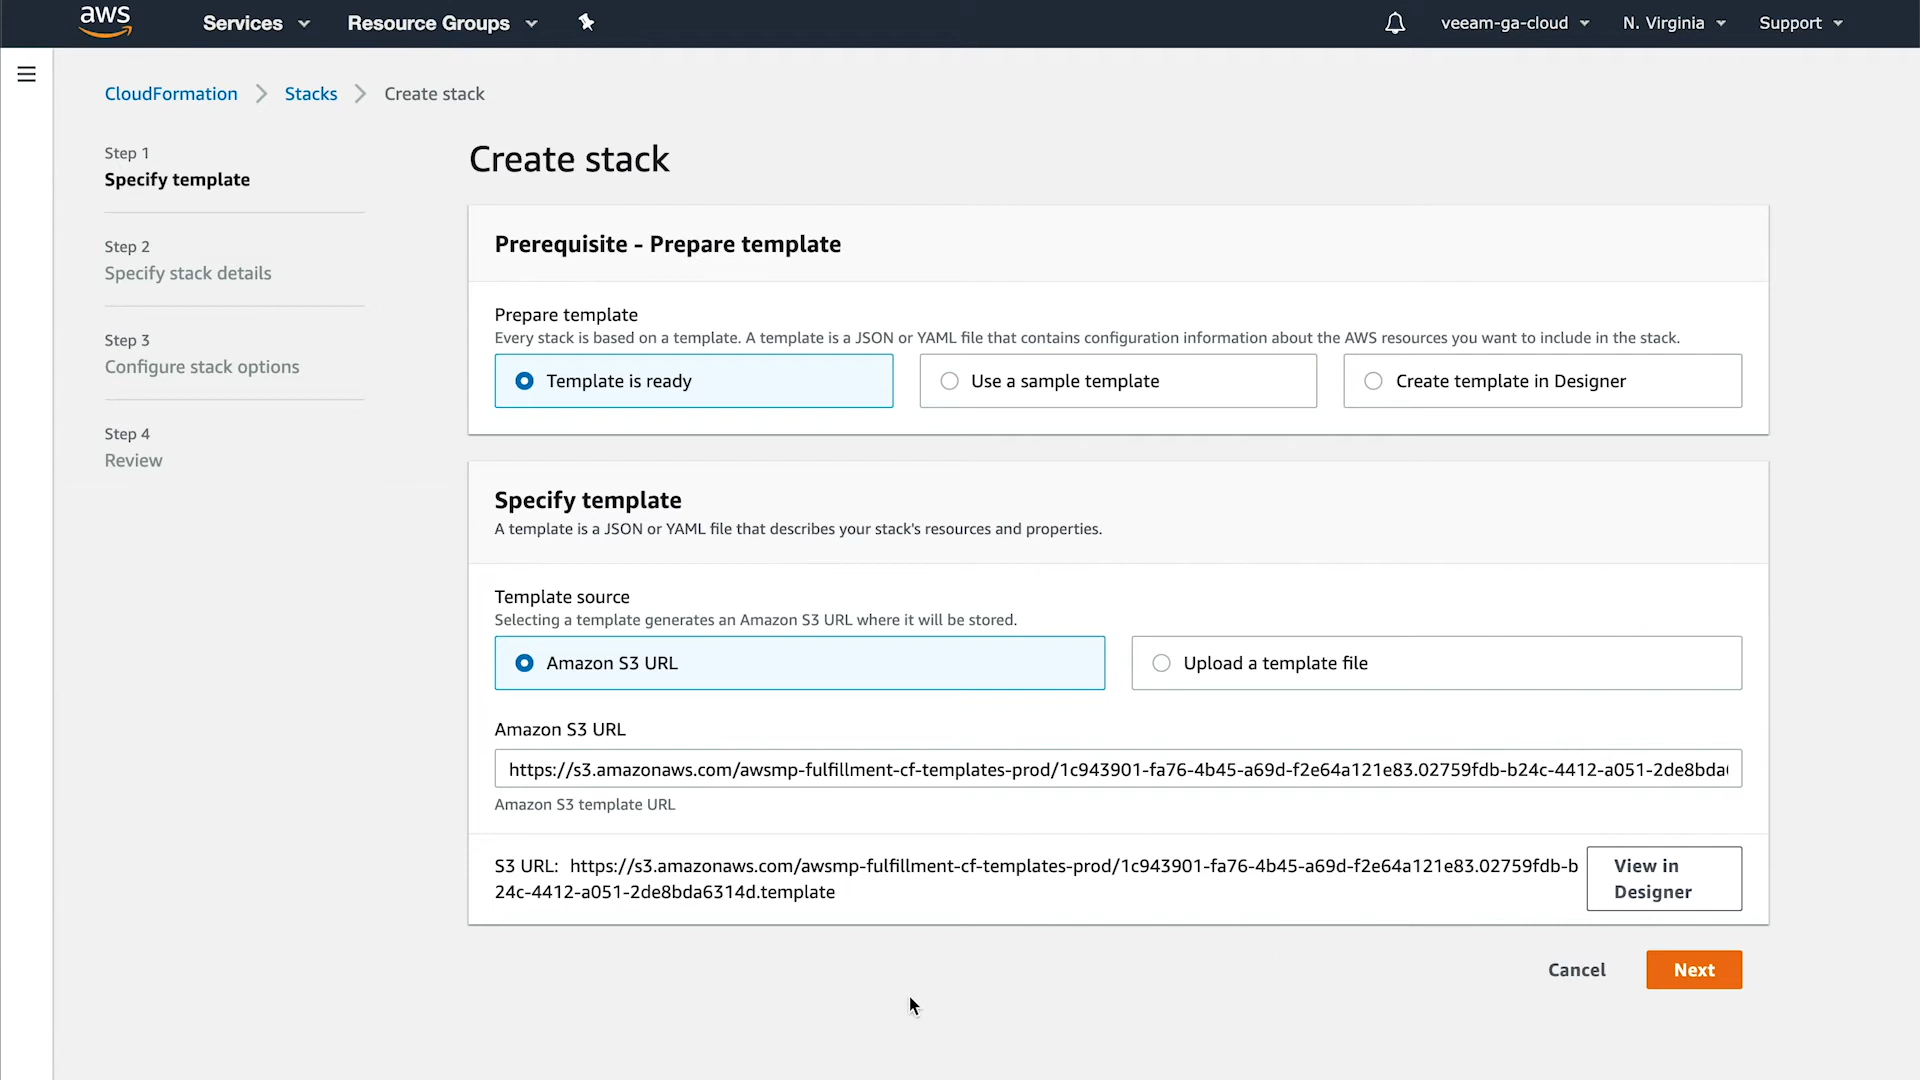 aws
Services
Resource Groups
veeam-ga-cloud
N. Virginia
Support
CloudFormation
Stacks
Create stack
Step 1
Specify template
Step 2
Specify stack details
Step 3
Configure stack options
Step 4
Review
Create stack
Prerequisite - Prepare template
Prepare template
Every stack is based on a template. A template is a JSON or YAML file that contains configuration information about the AWS resources you want to include in the stack.
Template is ready
Use a sample template
Create template in Designer
Specify template
A template is a JSON or YAML file that describes your stack's resources and properties.
Template source
Selecting a template generates an Amazon S3 URL where it will be stored.
Amazon S3 URL
Upload a template file
Amazon S3 URL
https://s3.amazonaws.com/awsmp-fulfillment-cf-templates-prod/1c943901-fa76-4b45-a69d-f2e64a121e83.02759fdb-b24c-4412-a051-2de8bda
Amazon S3 template URL
S3 URL: https://s3.amazonaws.com/awsmp-fulfillment-cf-templates-prod/1c943901-fa76-4b45-a69d-f2e64a121e83.02759fdb-b
24c-4412-a051-2de8bda6314d.template
View in
Designer
Cancel
Next